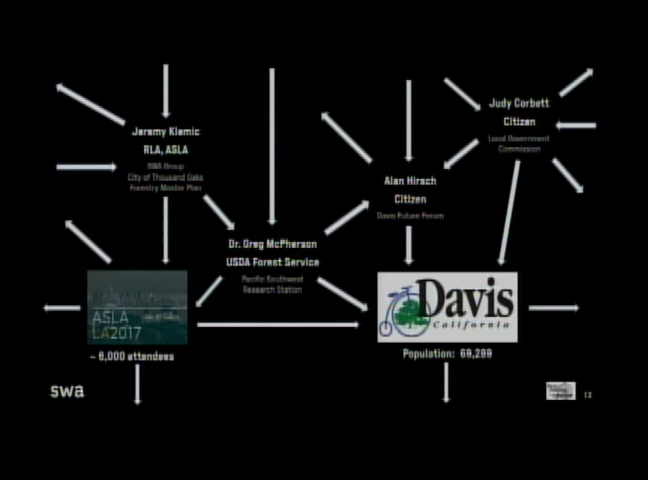 Judy Corbett
Citizen
Local Government
Commission
Jeremy Klemic
RLA, ASLA
SWA Group
City of Thousand Oaks
Forestry Master Plan
Alan Hirsch
Citizen
Davis Future Forum
Dr. Greg McPherson
USDA Forest Service
Pacific Southwest
Research Station
ASLA
LA2017
~ 6,000 attendees
Davis
California
Population: 69,289
swa
12